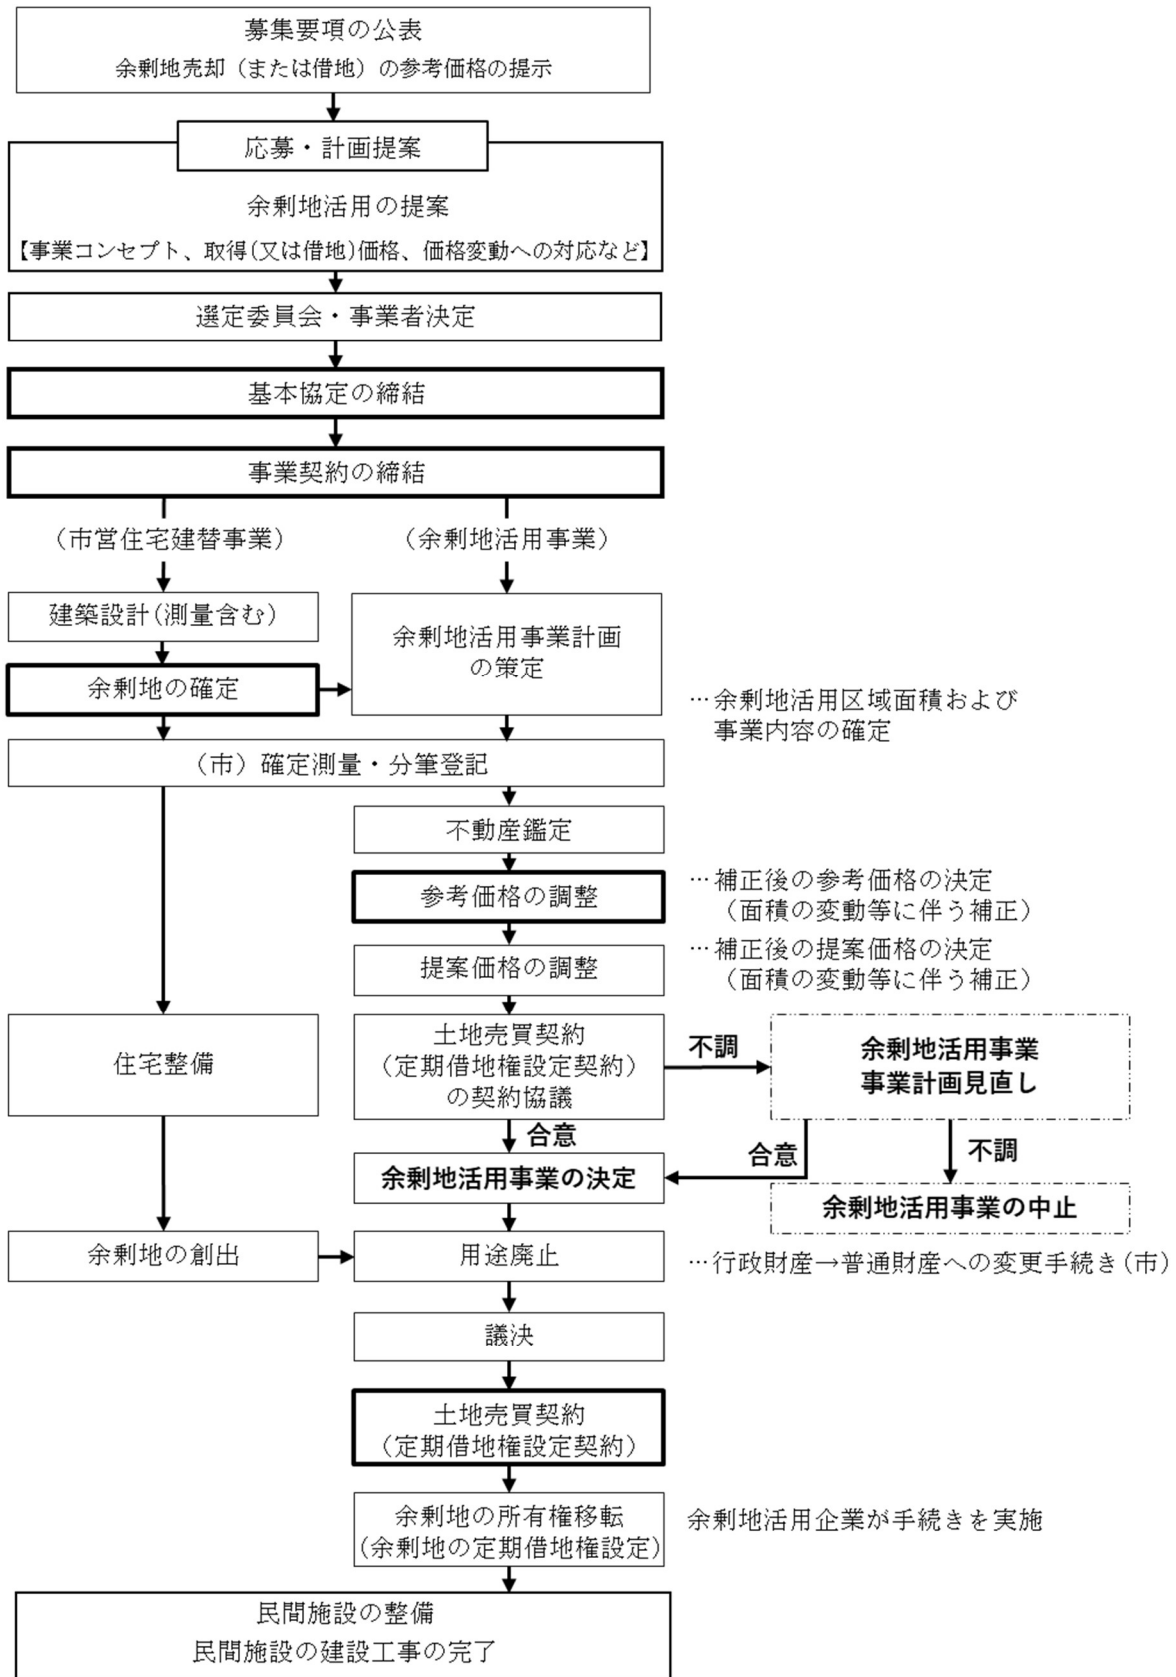 募集要項の公表
余剰地売却（または借地）の参考価格の提示
応募・計画提案
余剰地活用の提案
【事業コンセプト、取得(又は借地)価格、価格変動への対応など】
選定委員会・事業者決定
基本協定の締結
事業契約の締結
（市営住宅建替事業）
（余剰地活用事業）
建築設計(測量含む)
余剰地活用事業計画
の策定
余剰地の確定
…余剰地活用区域面積および
事業内容の確定
（市）確定測量・分筆登記
不動産鑑定
参考価格の調整
…補正後の参考価格の決定
（面積の変動等に伴う補正）
提案価格の調整
…補正後の提案価格の決定
（面積の変動等に伴う補正）
住宅整備
土地売買契約
（定期借地権設定契約）
の契約協議
不調
余剰地活用事業
事業計画見直し
合意
合意
不調
余剰地活用事業の決定
余剰地活用事業の中止
余剰地の創出
用途廃止
…行政財産→普通財産への変更手続き(市)
議決
土地売買契約
（定期借地権設定契約）
余剰地の所有権移転
(余剰地の定期借地権設定)
余剰地活用企業が手続きを実施
民間施設の整備
民間施設の建設工事の完了